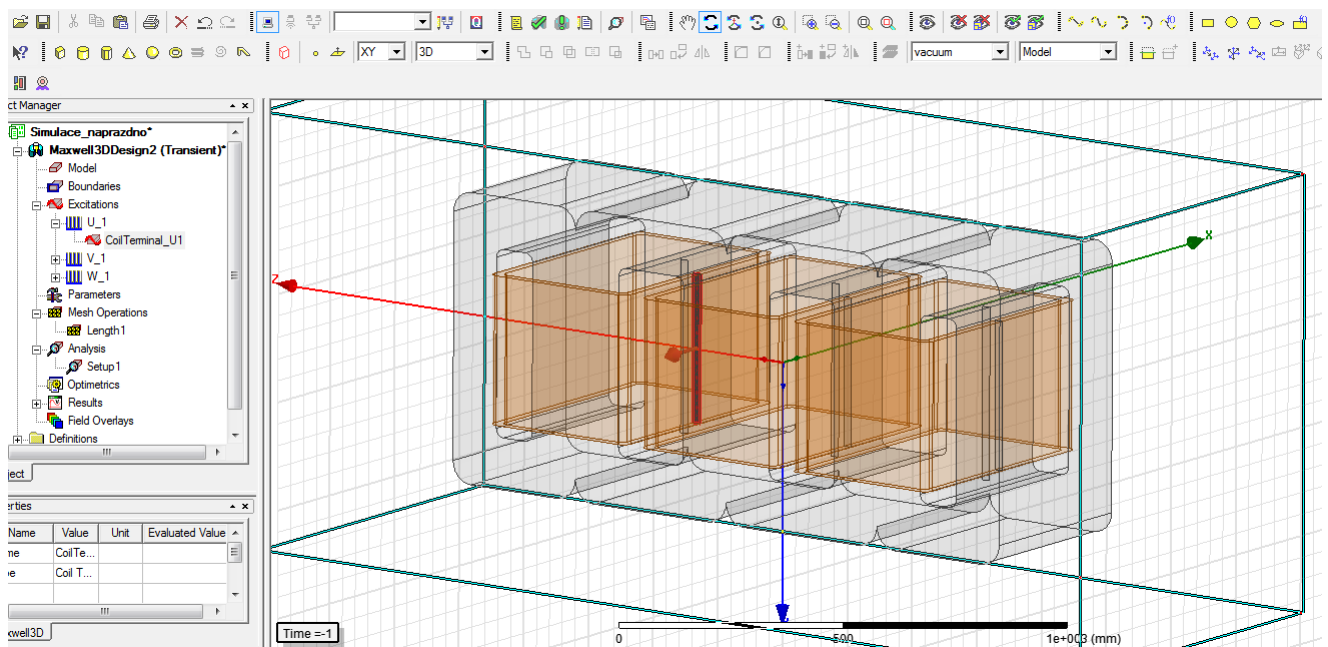 XY
3D
vacuum
Model
ct Manager
Simulace_naprazdno*
Maxwell3DDesign2 (Transient)*
Model
Boundaries
Excitations
U_1
CoilTerminal_U1
V_1
W_1
Parameters
Mesh Operations
Length1
Analysis
Setup1
Optimetrics
Results
Field Overlays
Definitions
ject
erties
Name Value Unit Evaluated Value
me CoilTe...
pe Coil T...
xwell3D
X
Z
Time =-1
0 500 1e+003 (mm)